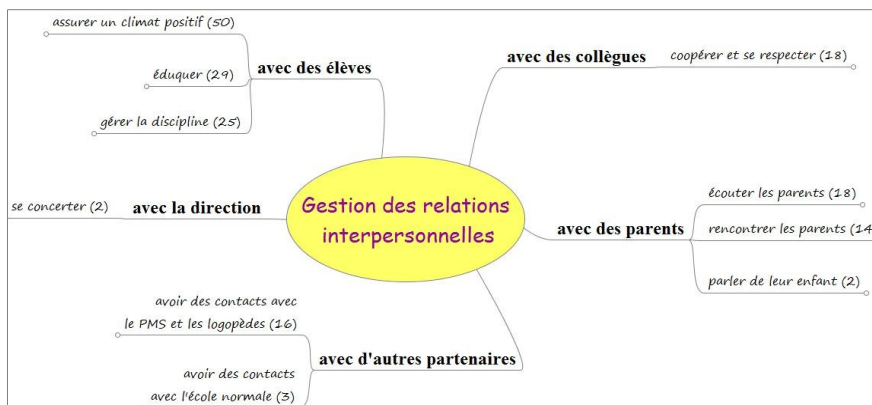 assurer un climat positif (50)
éduquer (29)
gérer la discipline (25)
avec des élèves
avec des collègues
coopérer et se respecter (18)
se concerter (2)
avec la direction
Gestion des relations
interpersonnelles
avec des parents
écouter les parents (18)
rencontrer les parents (14
parler de leur enfant (2)
avoir des contacts avec
le PMS et les logopèdes (16)
avoir des contacts
avec l'école normale (3)
avec d'autres partenaires